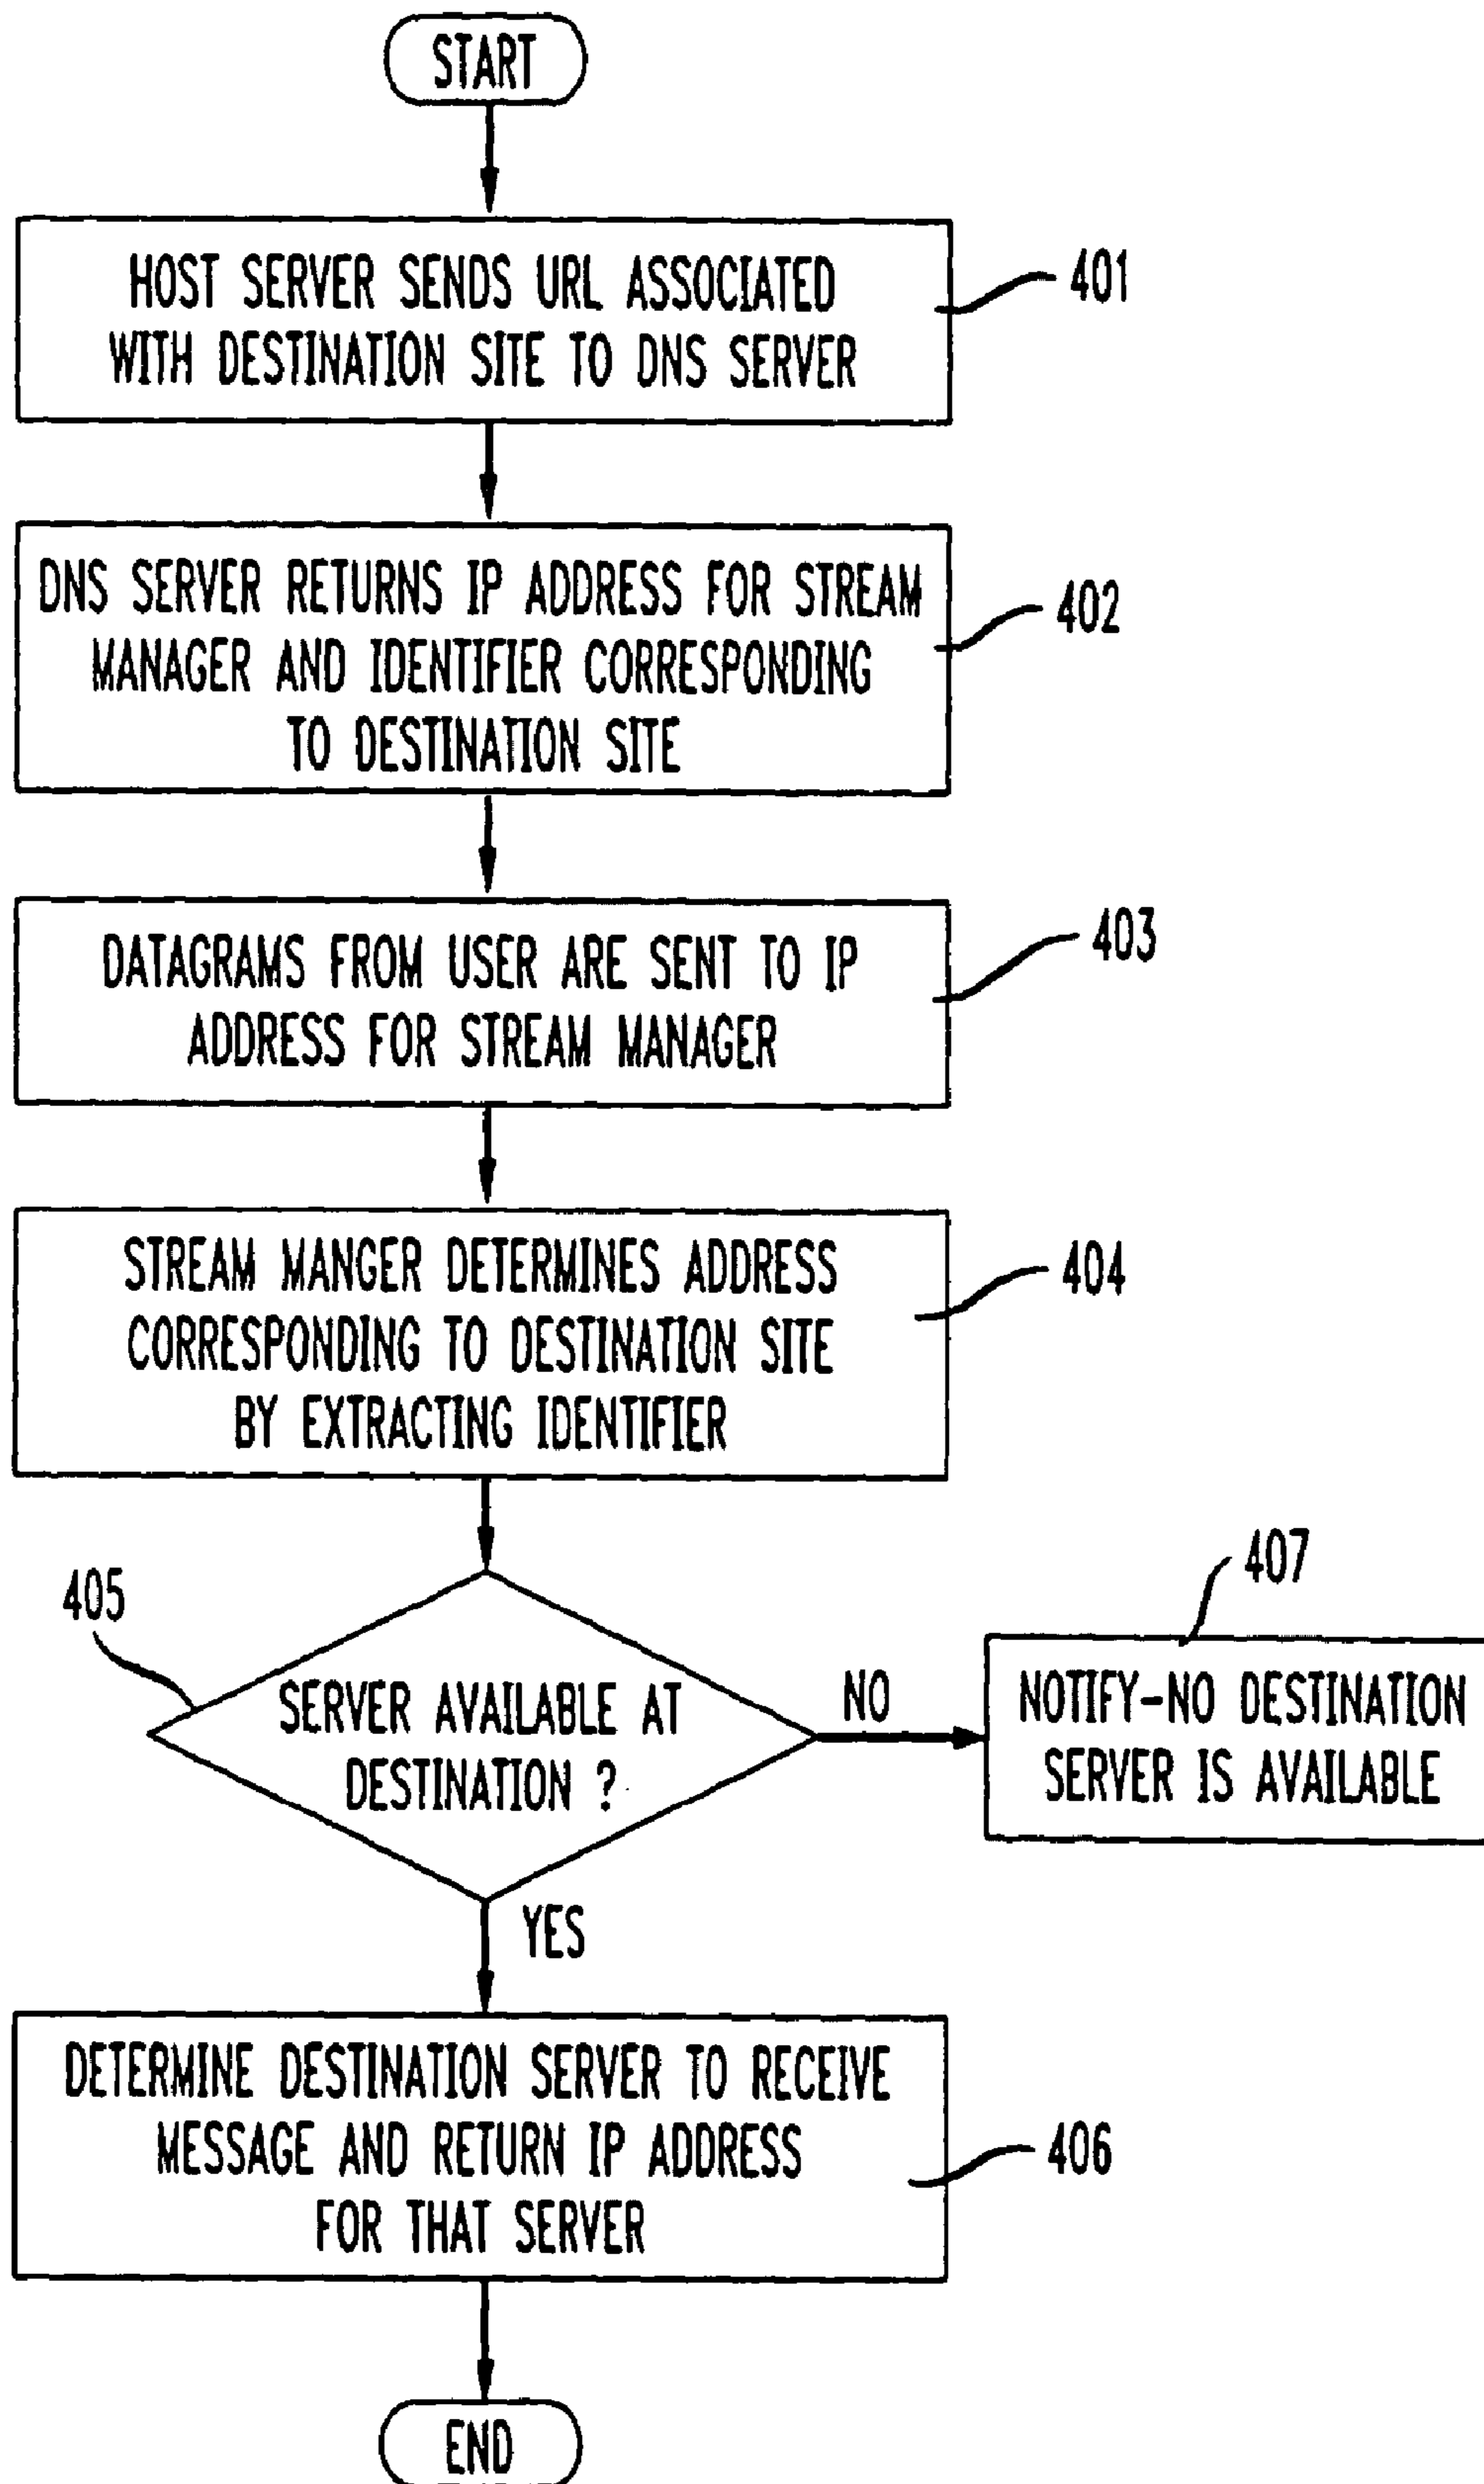 START
HOST SERVER SENDS URL ASSOCIATED
WITH DESTINATION SITE TO DNS SERVER
401
DNS SERVER RETURNS IP ADDRESS FOR STREAM
MANAGER AND IDENTIFIER CORRESPONDING
TO DESTINATION SITE
402
DATAGRAMS FROM USER ARE SENT TO IP
ADDRESS FOR STREAM MANAGER
403
STREAM MANGER DETERMINES ADDRESS
CORRESPONDING TO DESTINATION SITE
BY EXTRACTING IDENTIFIER
404
405
SERVER AVAILABLE AT
DESTINATION ?
NO
407
NOTIFY-NO DESTINATION
SERVER IS AVAILABLE
YES
DETERMINE DESTINATION SERVER TO RECEIVE
MESSAGE AND RETURN IP ADDRESS
FOR THAT SERVER
406
END